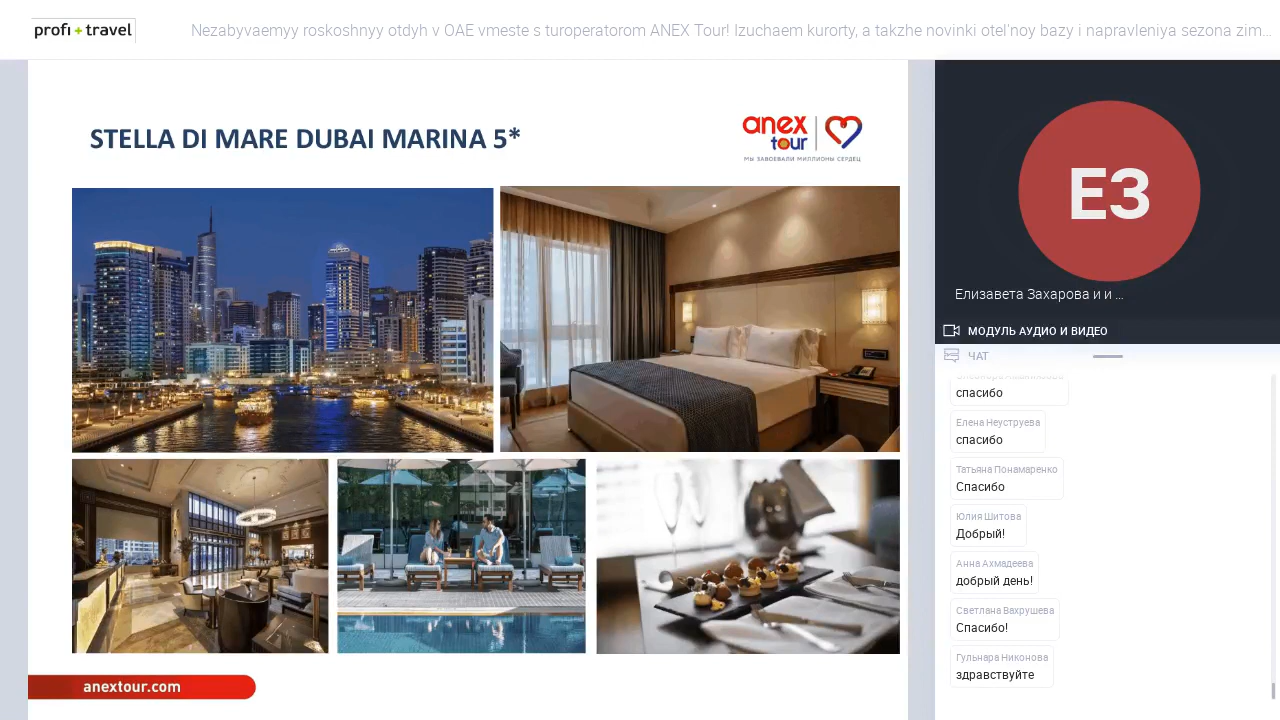 profi + travel
Nezabyvaemyy roskoshnyy otdyh v OAE vmeste s turoperatorom ANEX Tour! Izuchaem kurorty, a takzhe novinki otel'noy bazy i napravleniya sezona zim...
STELLA DI MARE DUBAI MARINA 5*
anex
tour
МЫ ЗАВОЕВАЛИ МИЛЛИОНЫ СЕРДЕЦ
anextour.com
ЕЗ
Елизавета Захарова и и ...
МОДУЛЬ АУДИО И ВИДЕО
ЧАТ
спасибо
Елена Неуструева
спасибо
Татьяна Понамаренко
Спасибо
Юлия Шитова
Добрый!
Анна Ахмадеева
добрый день!
Светлана Вахрушева
Спасибо!
Гульнара Никонова
здравствуйте